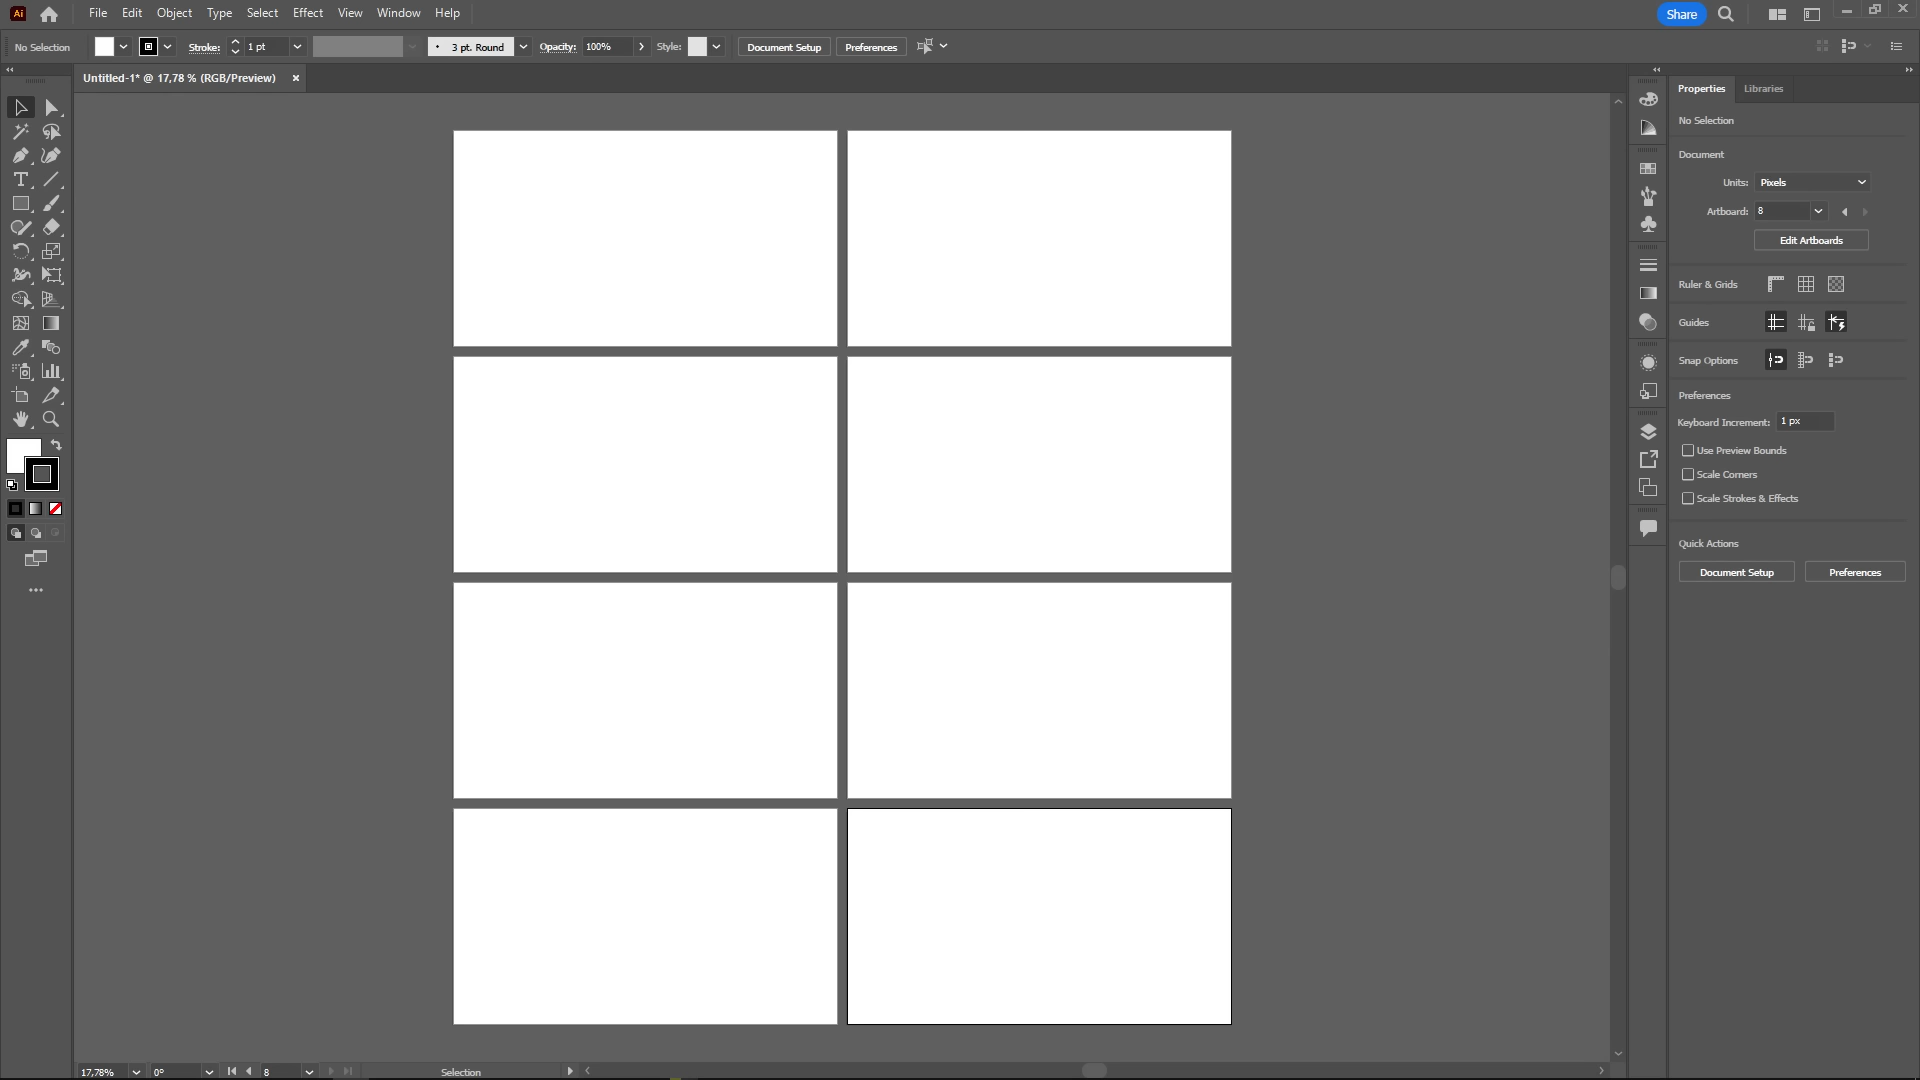 Ai File Edit Object Type Select Effect View Window Help Share
No Selection Stroke: 1 pt 3 pt. Round Opacity: 100% Style: Document Setup Preferences
Untitled-1* @ 17,78 % (RGB/Preview)
Properties Libraries
No Selection
Document
Units: Pixels
Artboard: 8
Edit Artboards
Ruler & Grids
Guides
Snap Options
Preferences
Keyboard Increment: 1 px
Use Preview Bounds
Scale Corners
Scale Strokes & Effects
Quick Actions
Document Setup Preferences
17,78% 0° 8 Selection